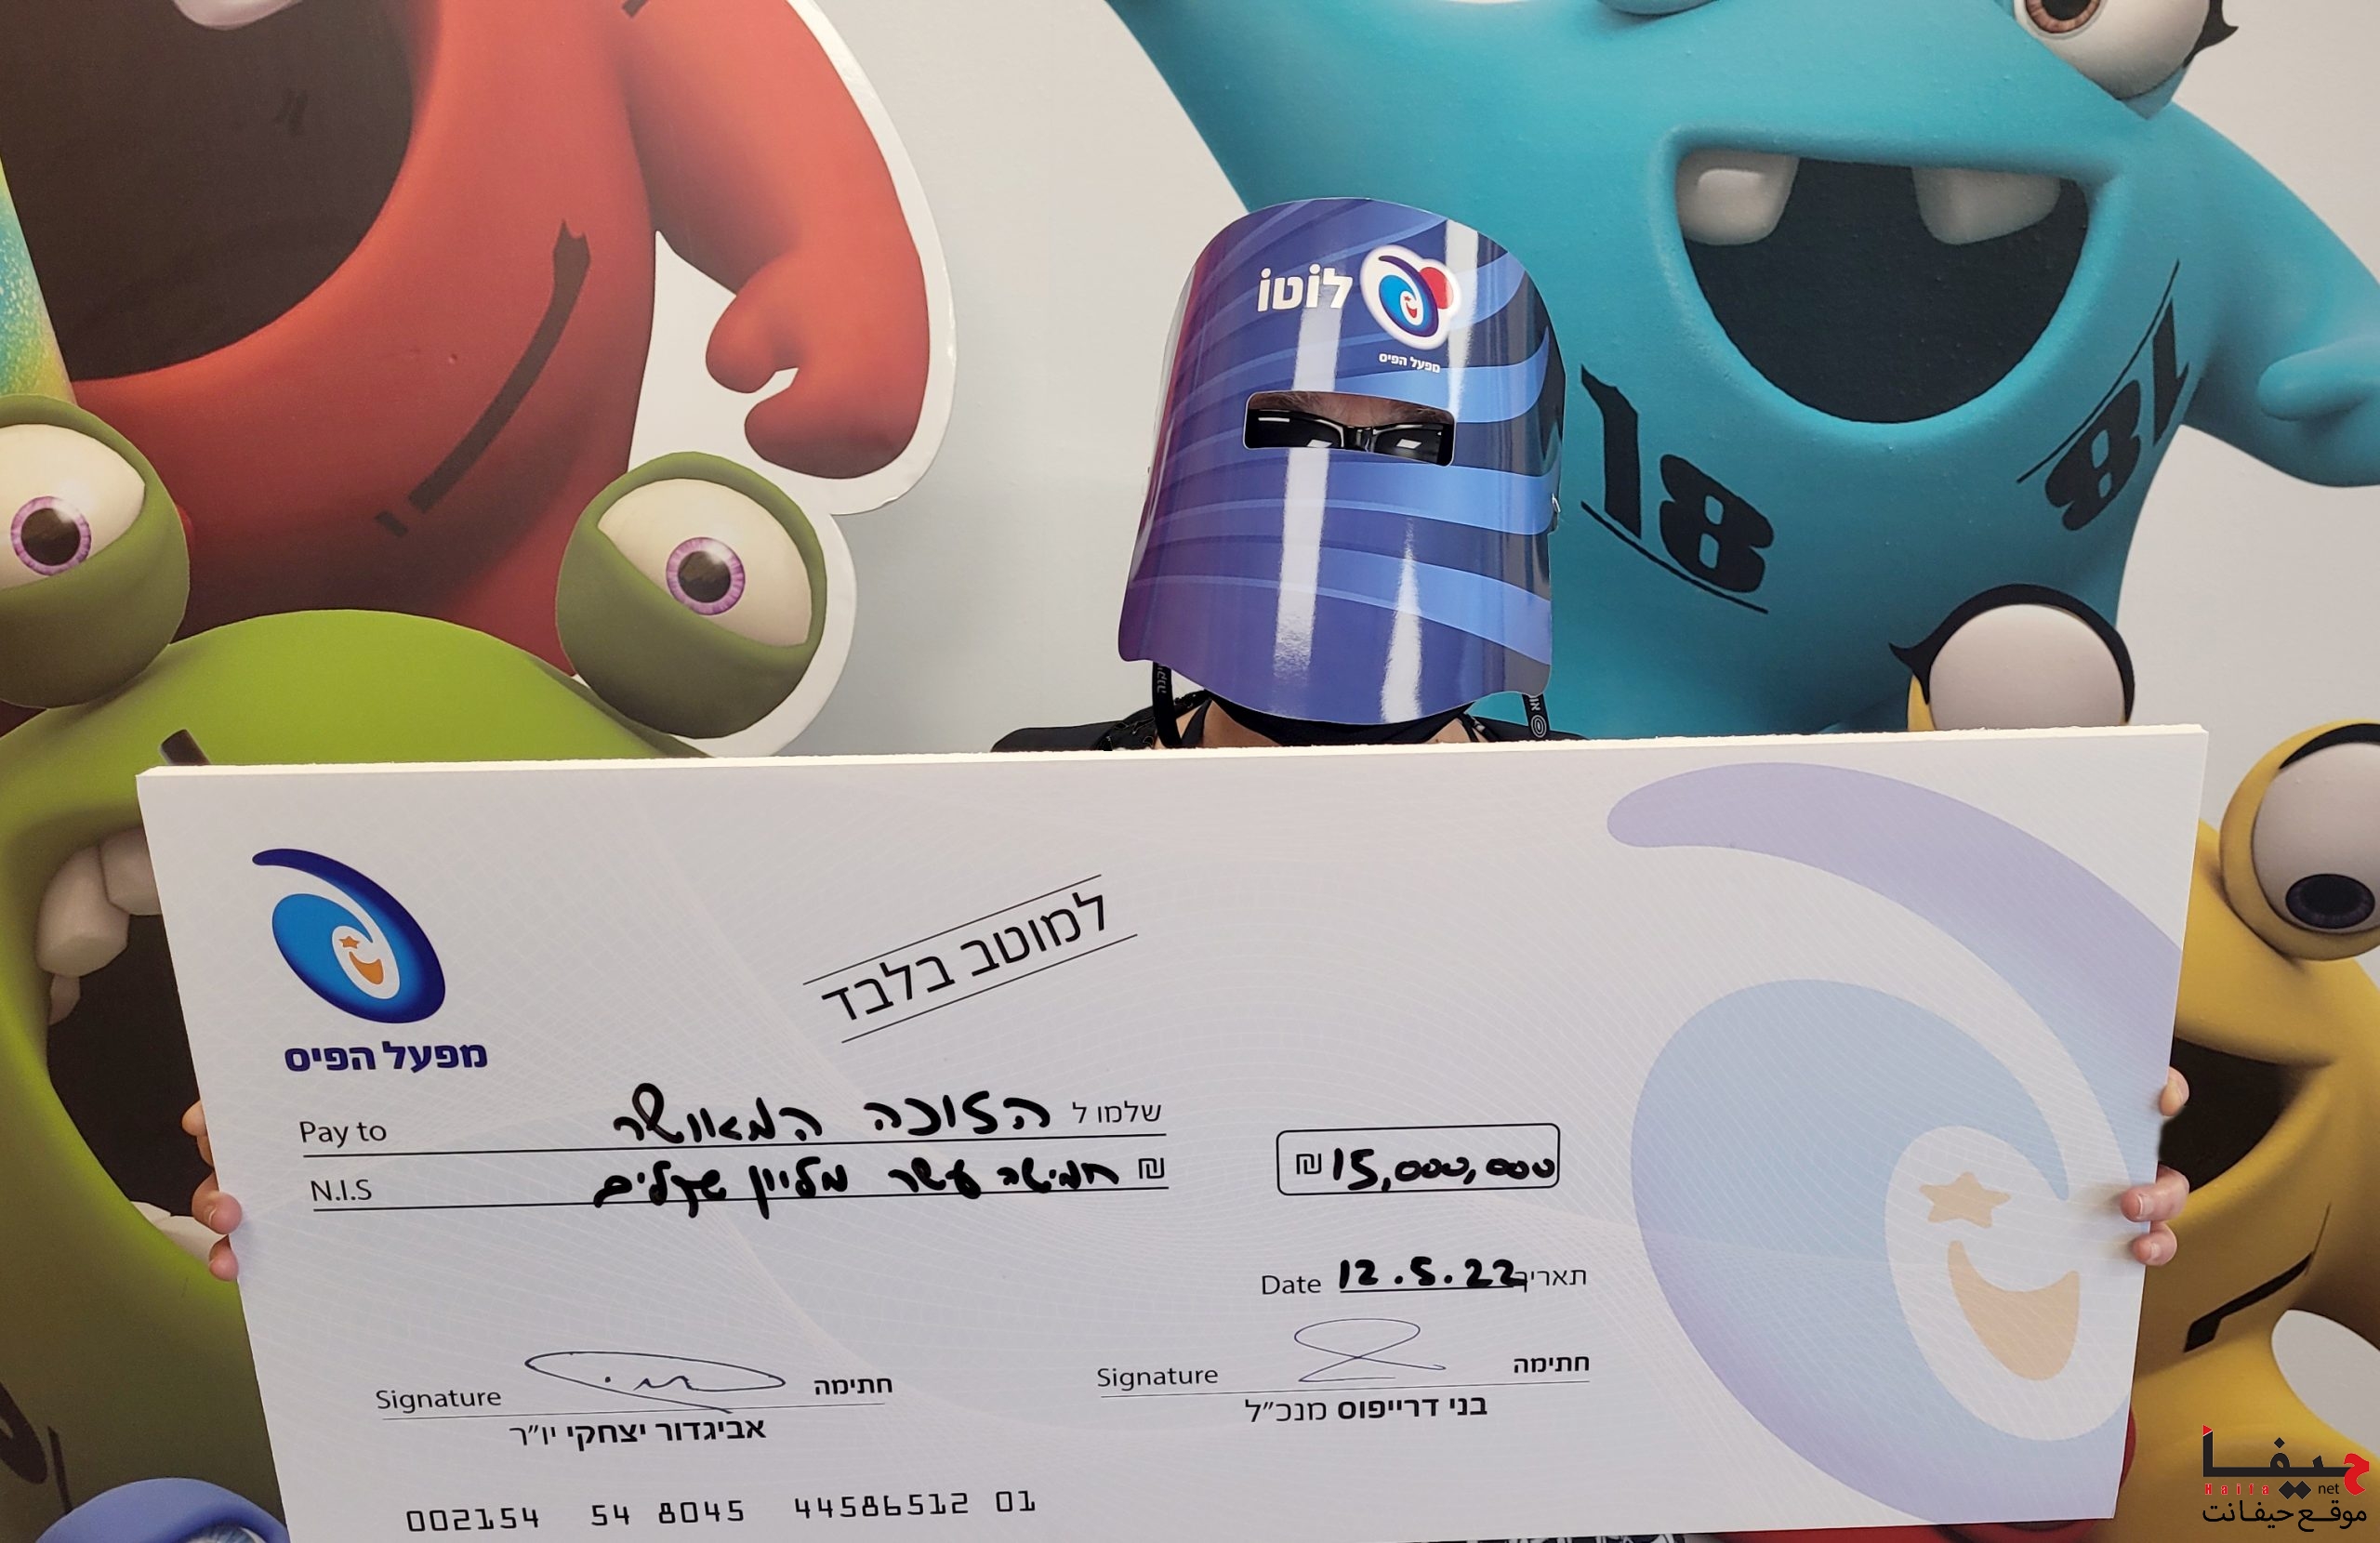 לוטו
מפעל הפיס
18
18
למוטב בלבד
מפעל הפיס
Pay to הזוכה המאושר שלמו ל
N.I.S חמישה עשר מליון שקלים ₪
₪ 15,000,000
Date 12.5.22 תאריך
Signature חתימה
אביגדור יצחקי יו"ר
Signature חתימה
בני דרייפוס מנכ"ל
002154 54 8045 44586512 01
حيفا
Haifa net
موقع حيفانت